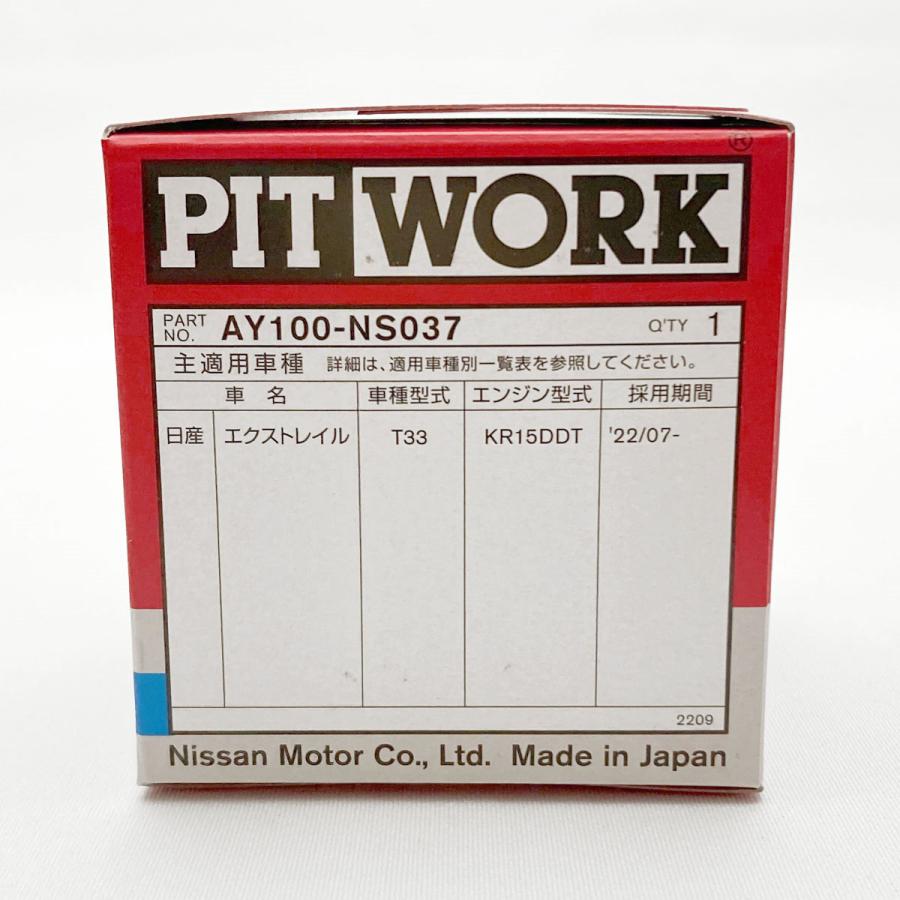 PIT WORK ®
PART NO. AY100-NS037 Q'TY 1
主適用車種 詳細は、適用車種別一覧表を参照してください。
車名 車種型式 エンジン型式 採用期間
日産 エクストレイル T33 KR15DDT '22/07-
2209
Nissan Motor Co., Ltd. Made in Japan